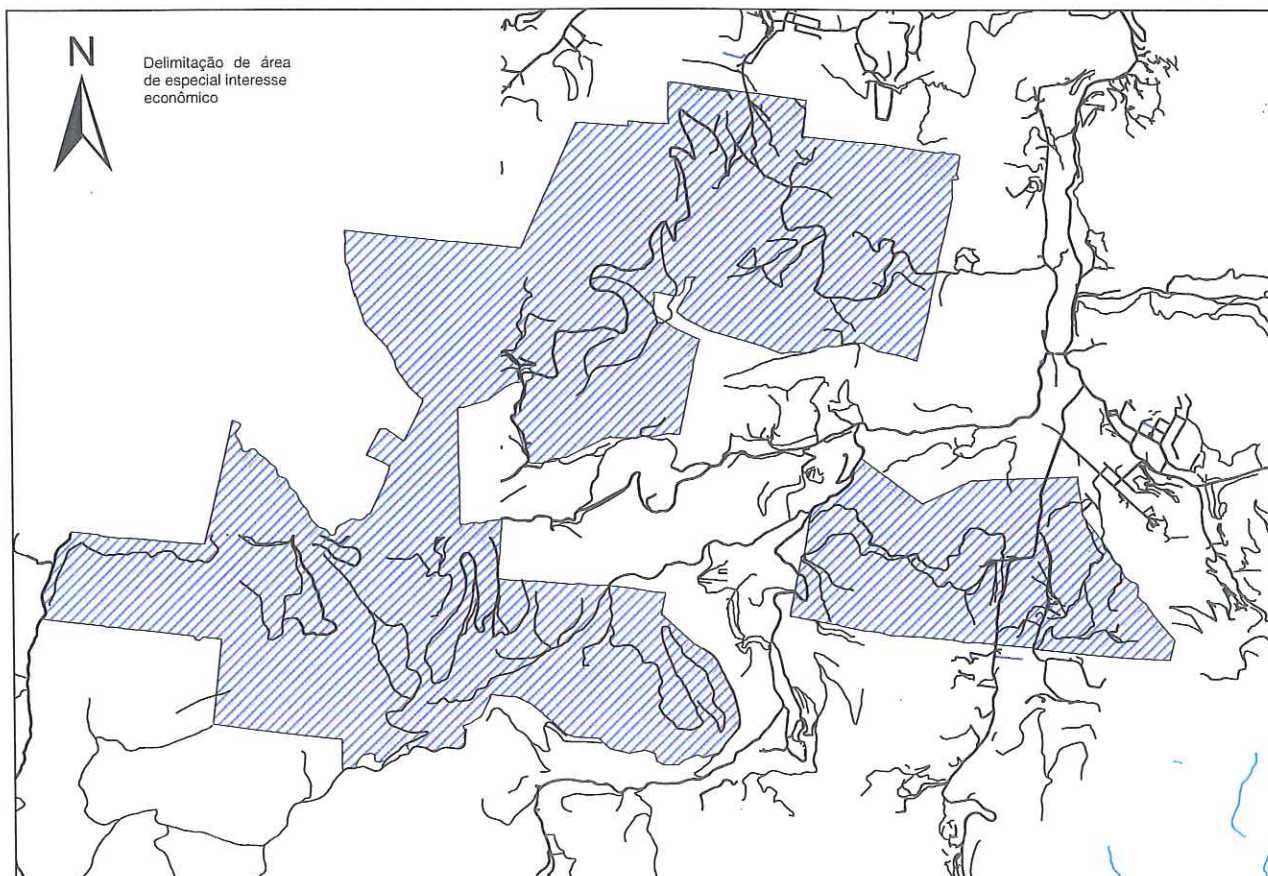 N
Delimitação de área
de especial interesse
econômico